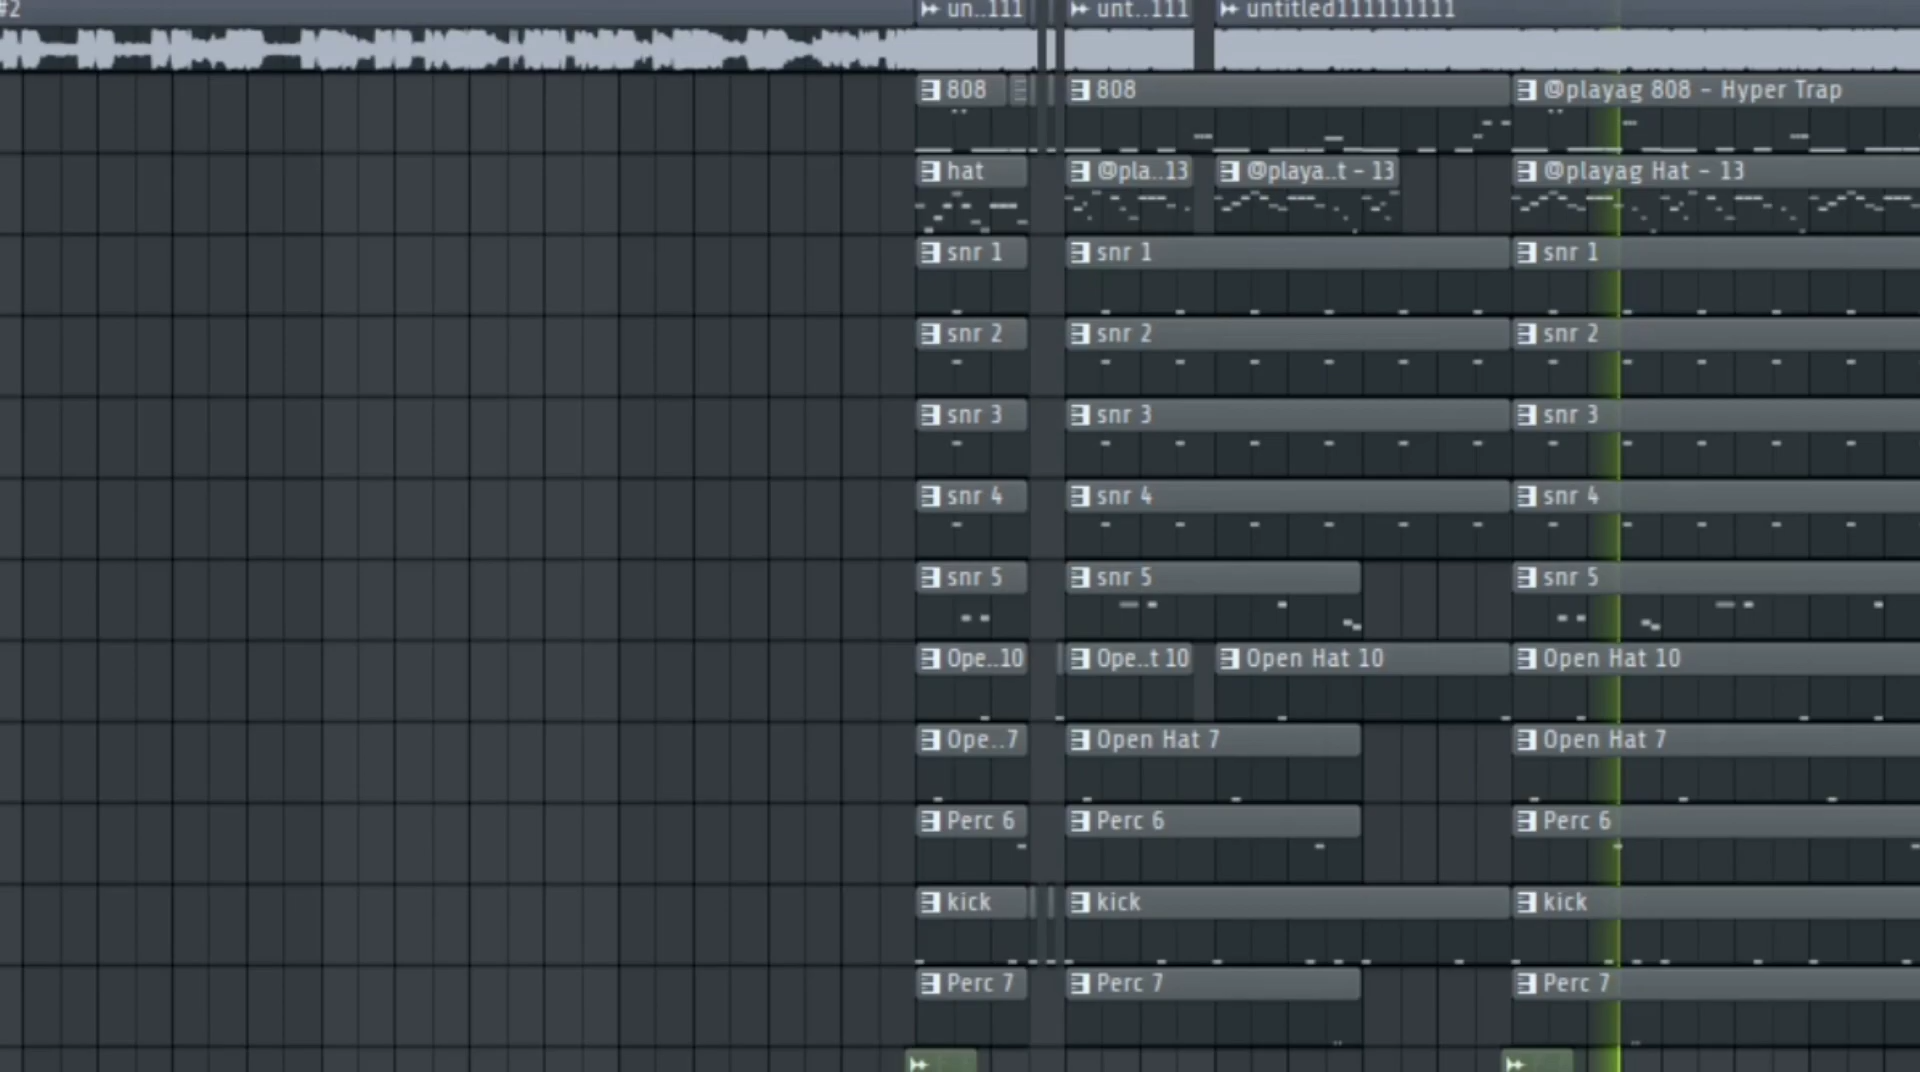 #2 un..111 unt..111 untitled111111111
808 808 @playag 808 - Hyper Trap
hat @pla..13 @playa..t - 13 @playag Hat - 13
snr 1 snr 1 snr 1
snr 2 snr 2 snr 2
snr 3 snr 3 snr 3
snr 4 snr 4 snr 4
snr 5 snr 5 snr 5
Ope..10 Ope..t 10 Open Hat 10 Open Hat 10
Ope..7 Open Hat 7 Open Hat 7
Perc 6 Perc 6 Perc 6
kick kick kick
Perc 7 Perc 7 Perc 7